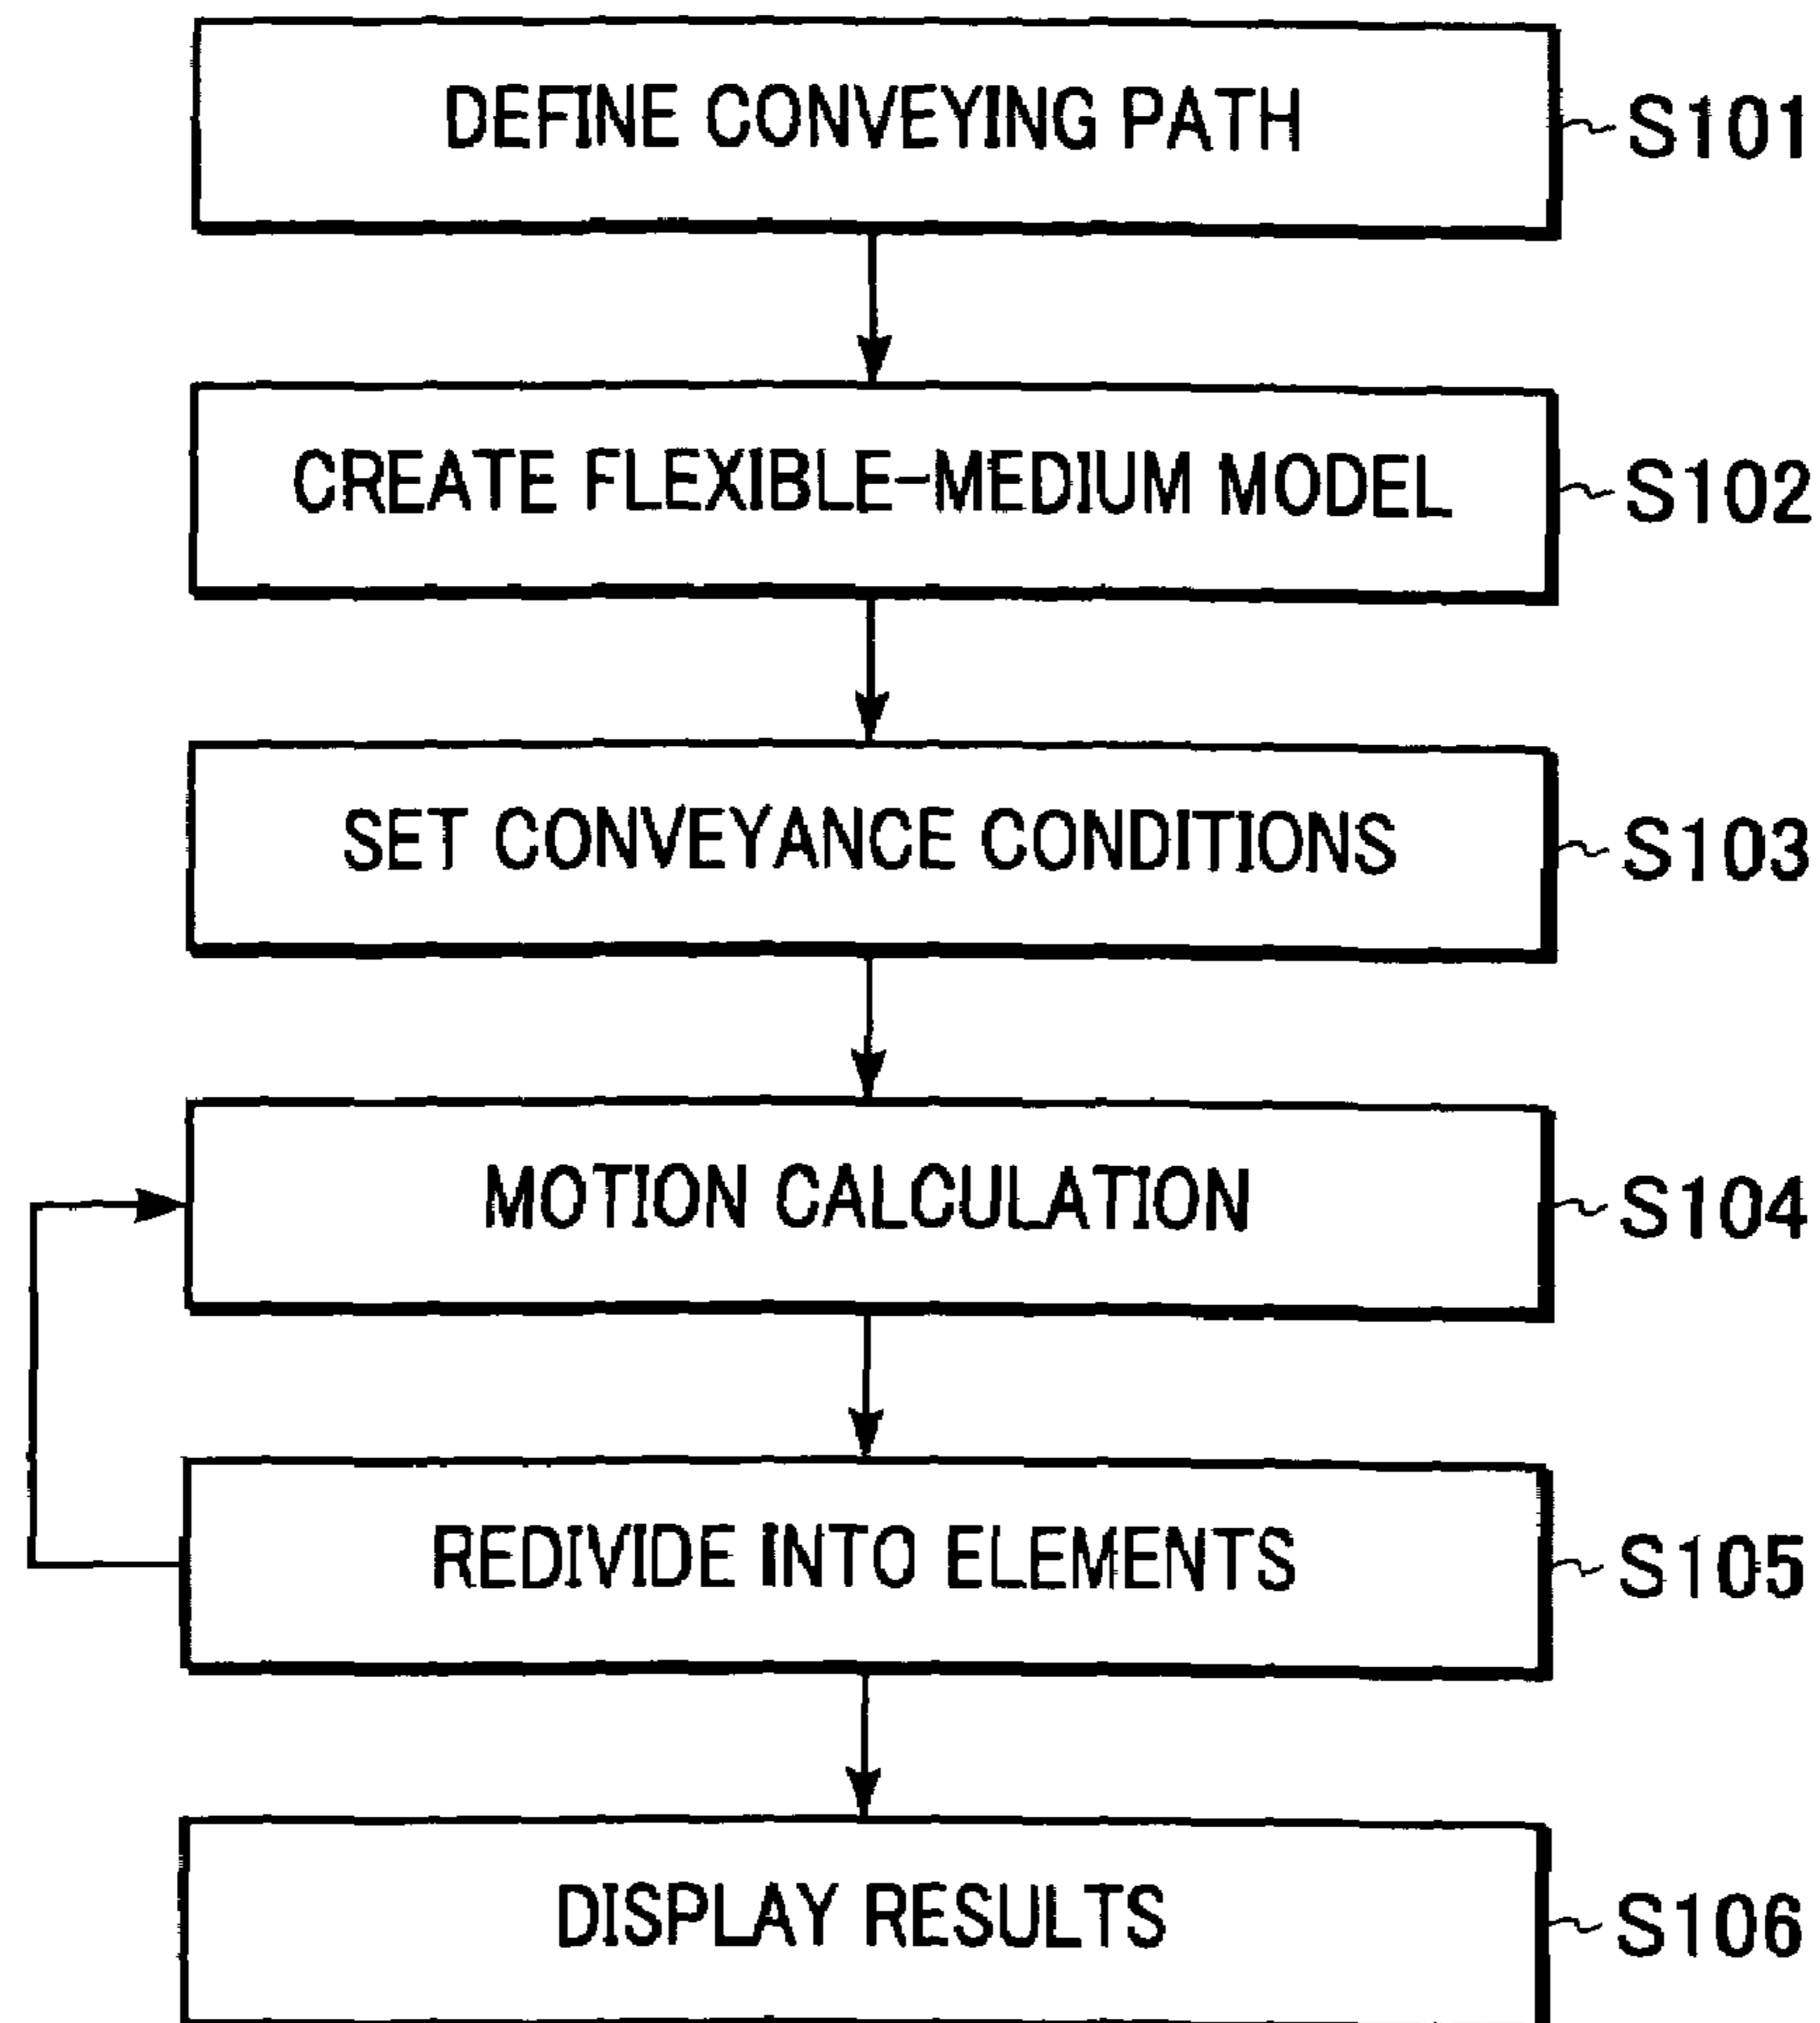 DEFINE CONVEYING PATH S101
CREATE FLEXIBLE-MEDIUM MODEL S102
SET CONVEYANCE CONDITIONS S103
MOTION CALCULATION S104
REDIVIDE INTO ELEMENTS S105
DISPLAY RESULTS S106